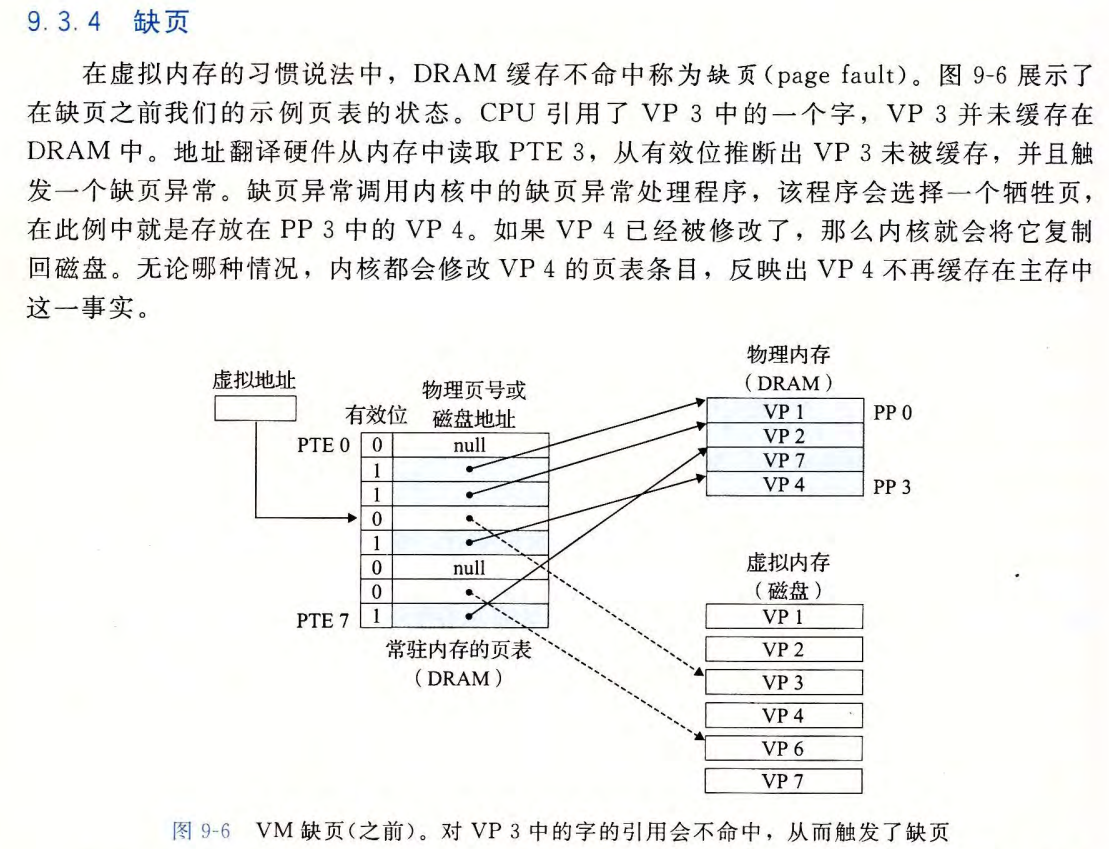 9.3.4 缺页
在虚拟内存的习惯说法中，DRAM 缓存不命中称为缺页(page fault)。图 9-6 展示了
在缺页之前我们的示例页表的状态。CPU 引用了 VP 3 中的一个字，VP 3 并未缓存在
DRAM 中。地址翻译硬件从内存中读取 PTE 3，从有效位推断出 VP 3 未被缓存，并且触
发一个缺页异常。缺页异常调用内核中的缺页异常处理程序，该程序会选择一个牺牲页，
在此例中就是存放在 PP 3 中的 VP 4。如果 VP 4 已经被修改了，那么内核就会将它复制
回磁盘。无论哪种情况，内核都会修改 VP 4 的页表条目，反映出 VP 4 不再缓存在主存中
这一事实。
虚拟地址
有效位
物理页号或
磁盘地址
PTE 0 0 null
1
1
0
1
0 null
0
PTE 7 1
常驻内存的页表
（DRAM）
物理内存
（DRAM）
VP 1 PP 0
VP 2
VP 7
VP 4 PP 3
虚拟内存
（磁盘）
VP 1
VP 2
VP 3
VP 4
VP 6
VP 7
图 9-6 VM 缺页(之前)。对 VP 3 中的字的引用会不命中，从而触发了缺页